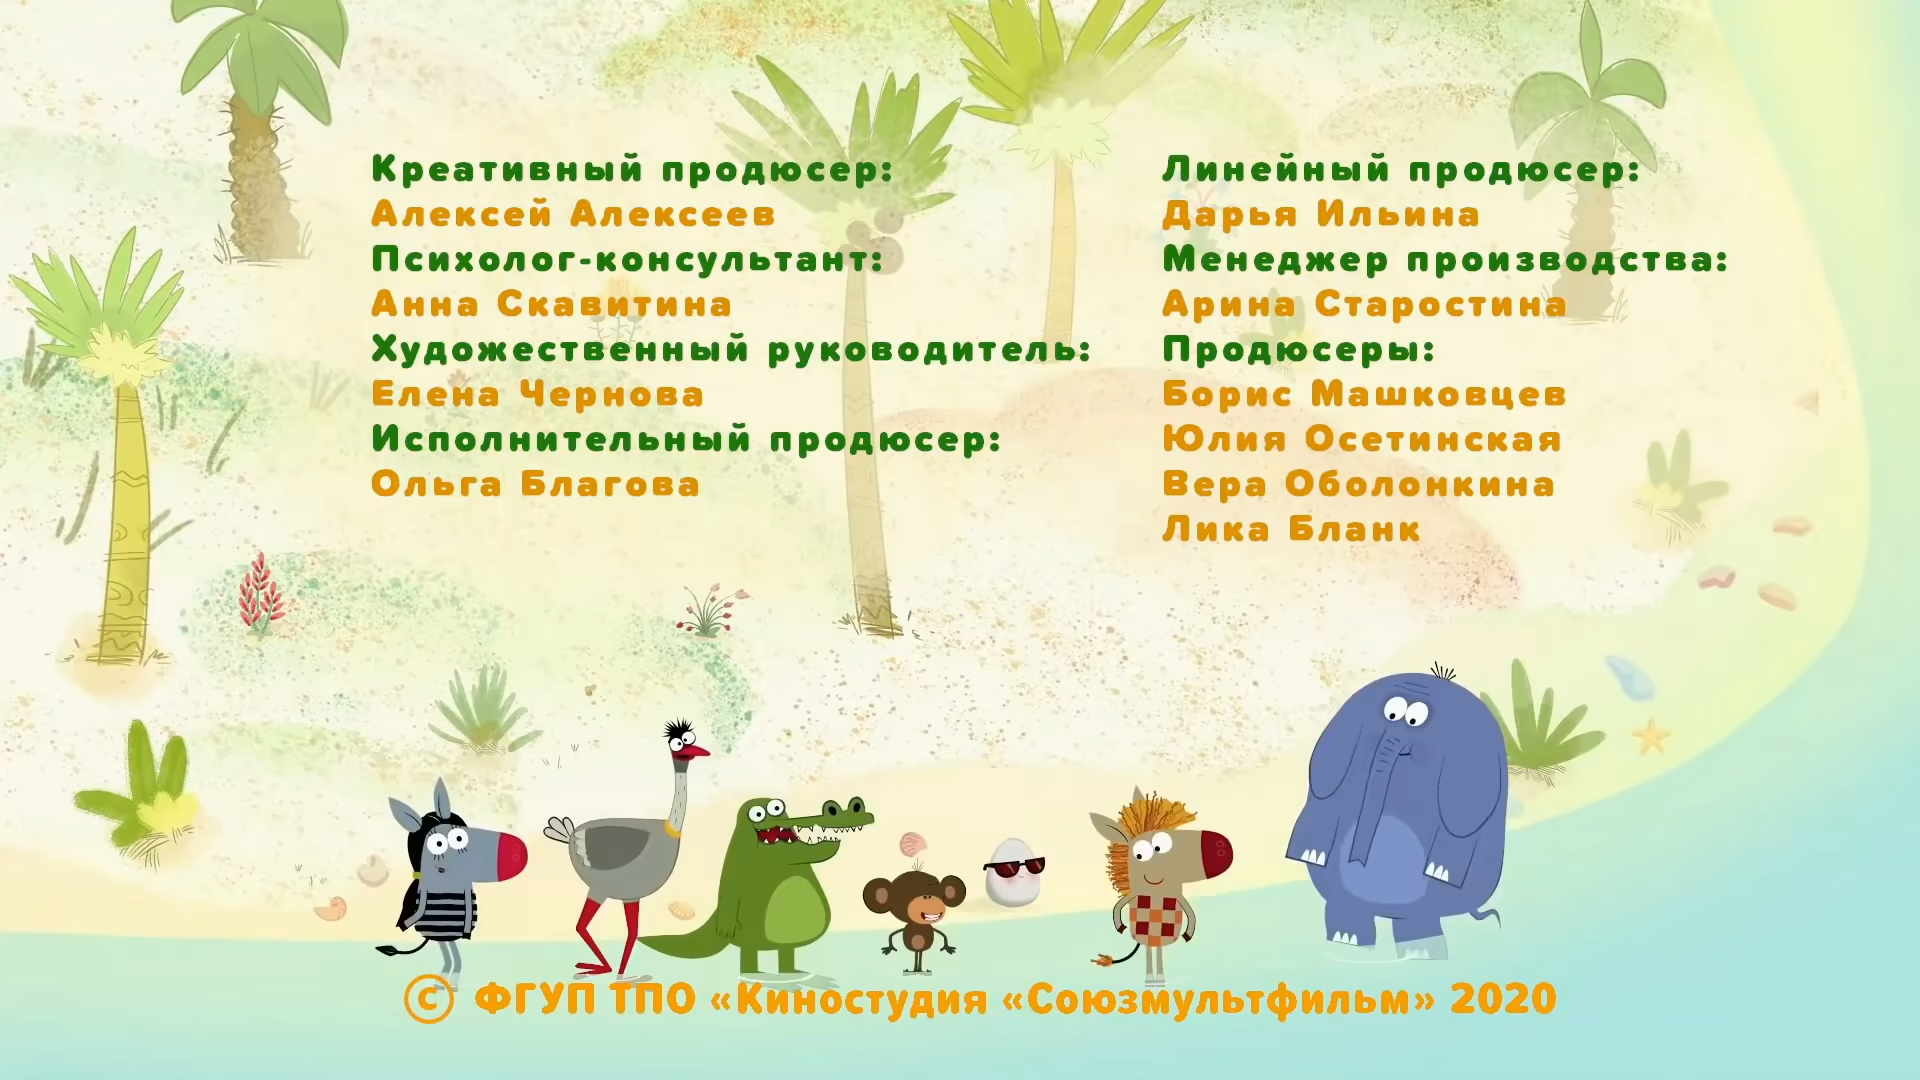 Креативный продюсер:
Алексей Алексеев
Психолог-консультант:
Анна Скавитина
Художественный руководитель:
Елена Чернова
Исполнительный продюсер:
Ольга Благова
Линейный продюсер:
Дарья Ильина
Менеджер производства:
Арина Старостина
Продюсеры:
Борис Машковцев
Юлия Осетинская
Вера Оболонкина
Лика Бланк
© ФГУП ТПО «Киностудия «Союзмультфильм» 2020